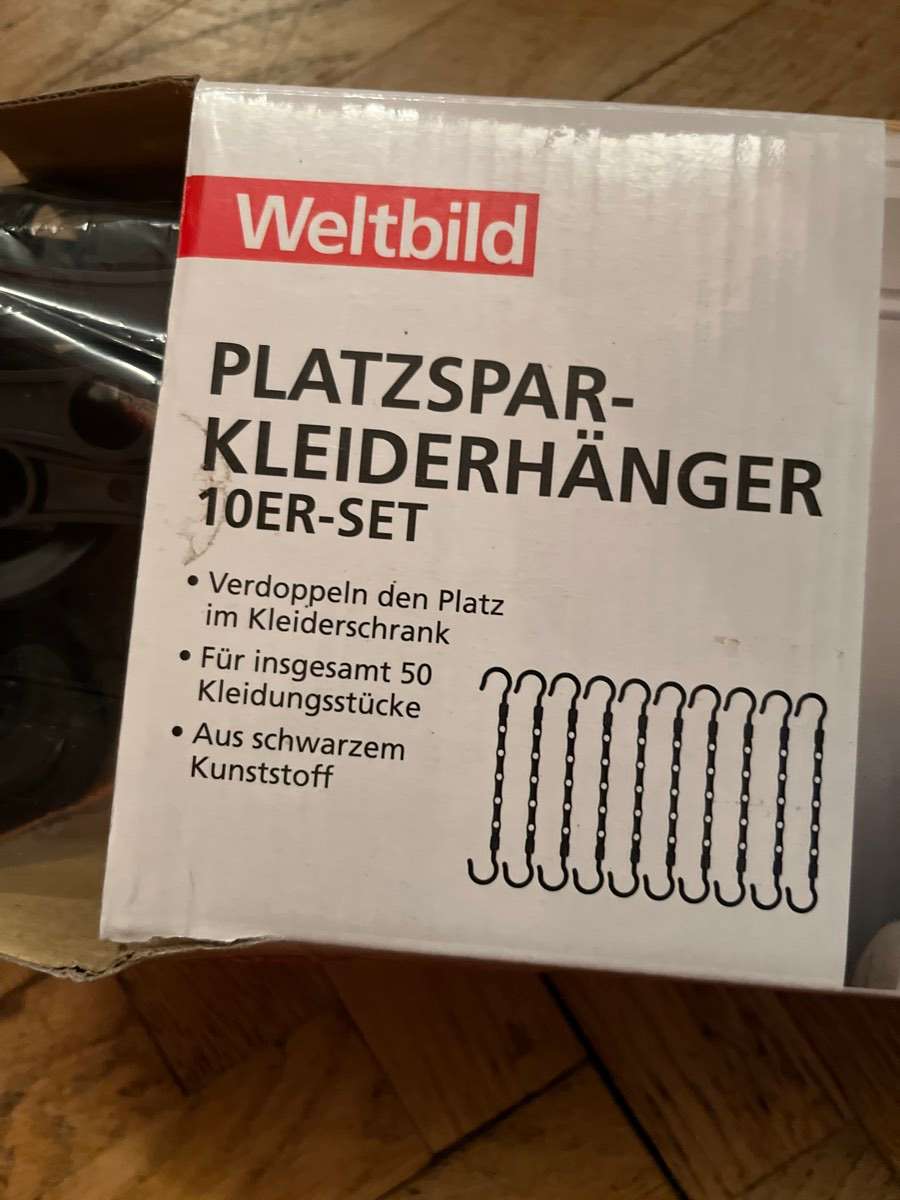 Weltbild
PLATZSPAR-
KLEIDERHÄNGER
10ER-SET
• Verdoppeln den Platz
im Kleiderschrank
• Für insgesamt 50
Kleidungsstücke
• Aus schwarzem
Kunststoff